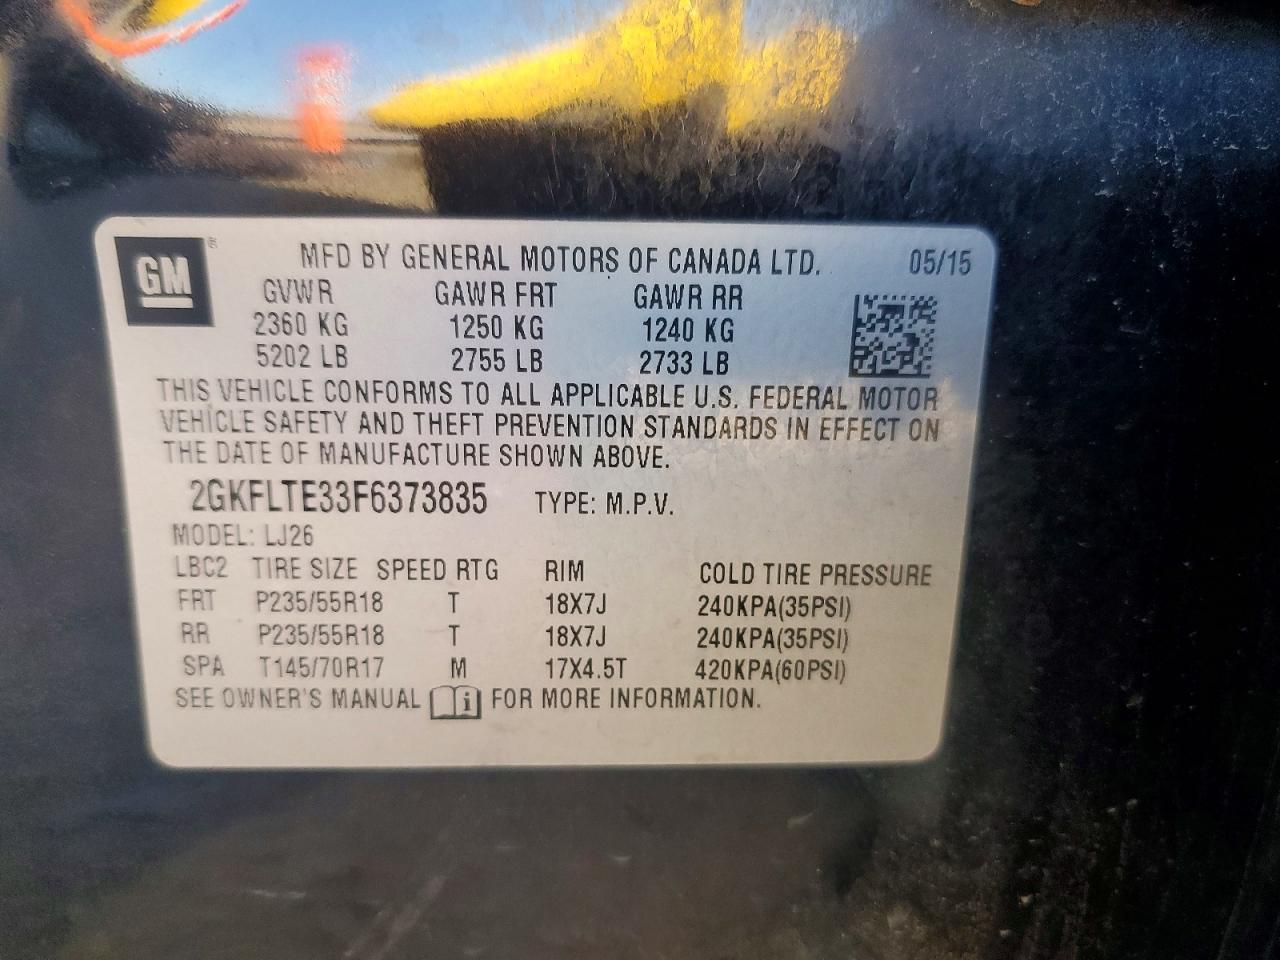 GM®
MFD BY GENERAL MOTORS OF CANADA LTD. 05/15
GVWR GAWR FRT GAWR RR
2360 KG 1250 KG 1240 KG
5202 LB 2755 LB 2733 LB
THIS VEHICLE CONFORMS TO ALL APPLICABLE U.S. FEDERAL MOTOR
VEHICLE SAFETY AND THEFT PREVENTION STANDARDS IN EFFECT ON
THE DATE OF MANUFACTURE SHOWN ABOVE.
2GKFLTE33F6373835 TYPE: M.P.V.
MODEL: LJ26
LBC2 TIRE SIZE SPEED RTG RIM COLD TIRE PRESSURE
FRT P235/55R18 T 18X7J 240KPA(35PSI)
RR P235/55R18 T 18X7J 240KPA(35PSI)
SPA T145/70R17 M 17X4.5T 420KPA(60PSI)
SEE OWNER'S MANUAL i FOR MORE INFORMATION.